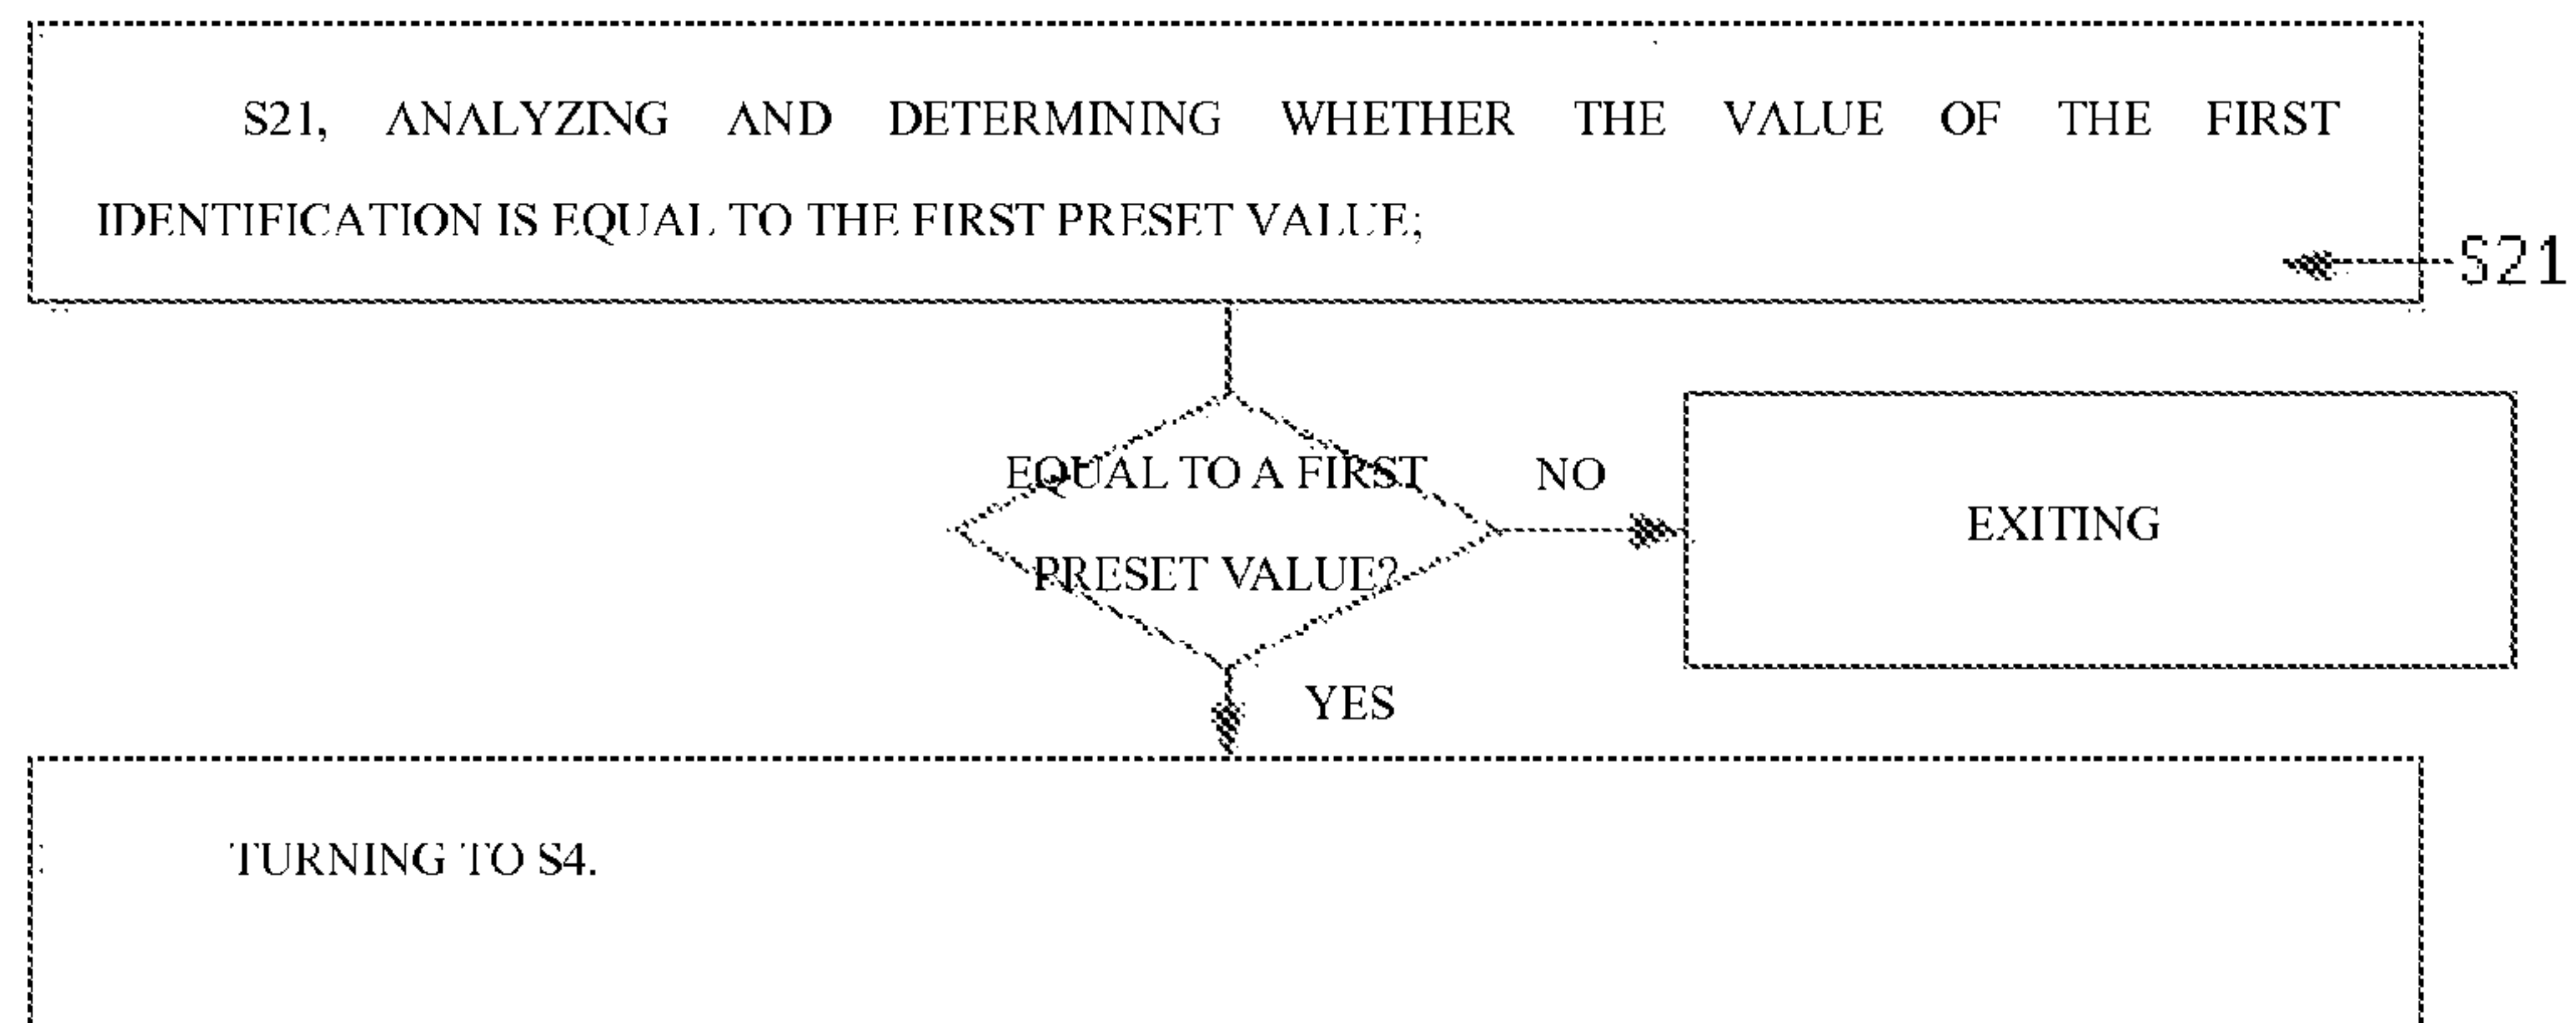 S21, ANALYZING AND DETERMINING WHETHER THE VALUE OF THE FIRST
IDENTIFICATION IS EQUAL TO THE FIRST PRESET VALUE;
S21
EQUAL TO A FIRST
PRESET VALUE?
NO
EXITING
YES
TURNING TO S4.